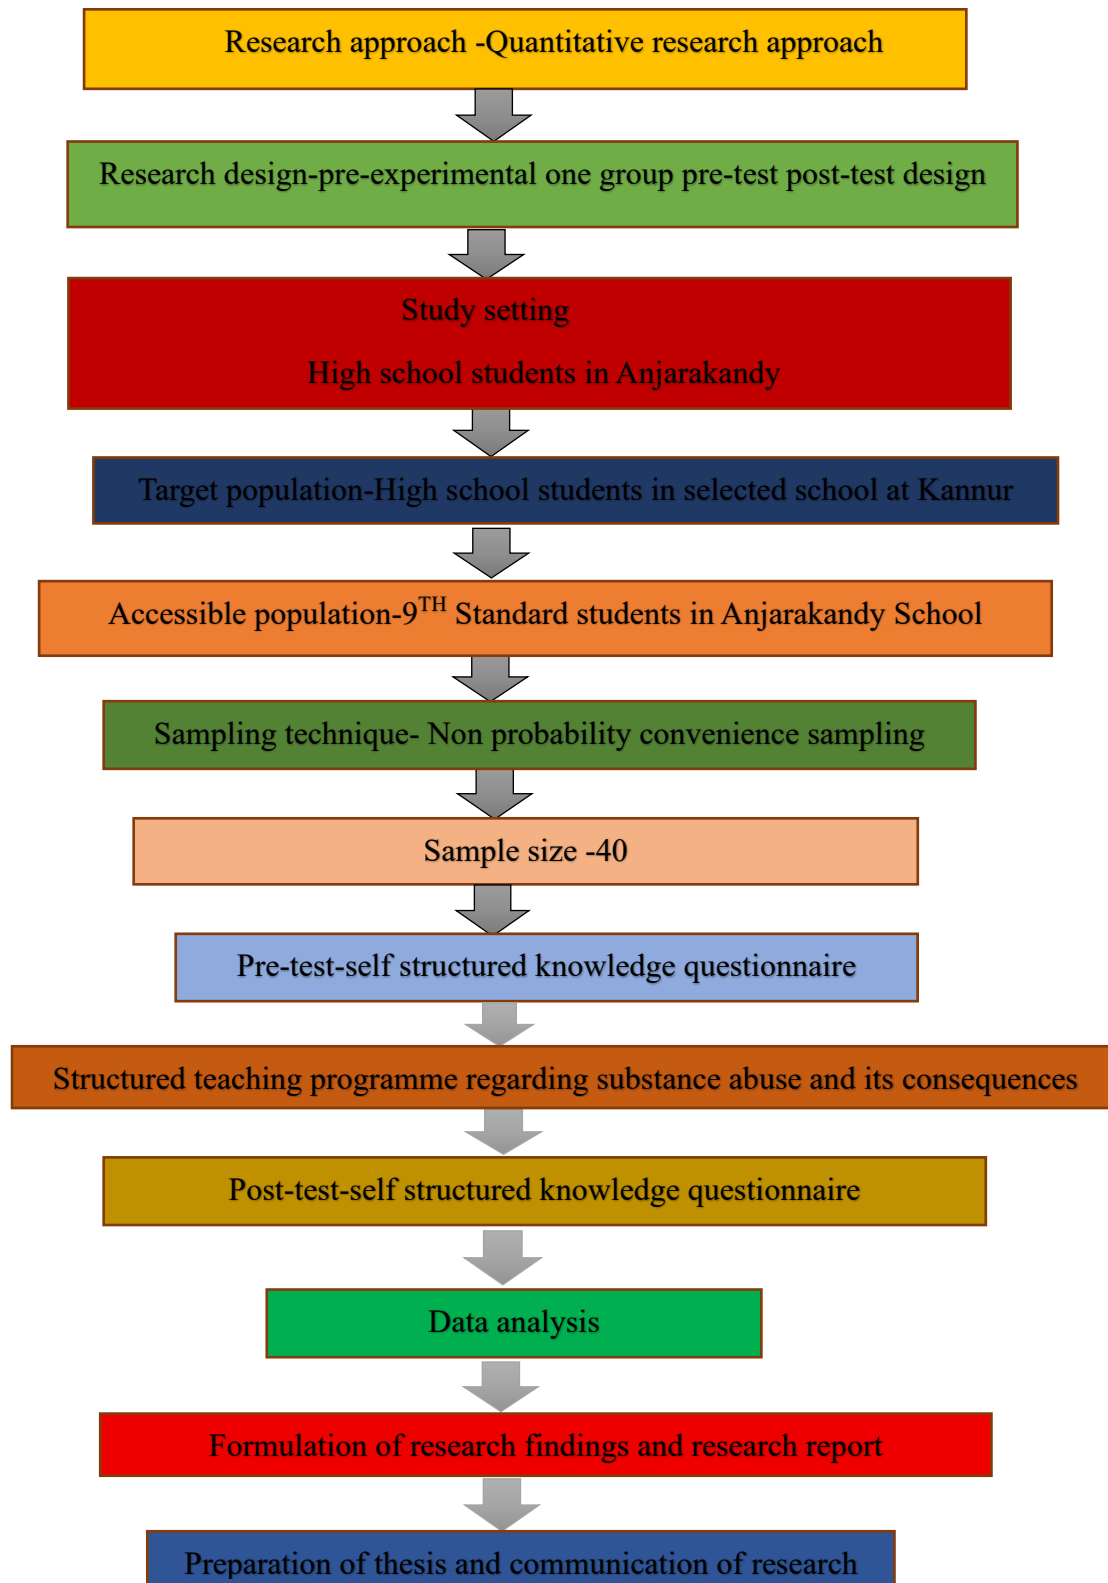 Research approach -Quantitative research approach
Research design-pre-experimental one group pre-test post-test design
Study setting
High school students in Anjarakandy
Target population-High school students in selected school at Kannur
Accessible population-9TH Standard students in Anjarakandy School
Sampling technique- Non probability convenience sampling
Sample size -40
Pre-test-self structured knowledge questionnaire
Structured teaching programme regarding substance abuse and its consequences
Post-test-self structured knowledge questionnaire
Data analysis
Formulation of research findings and research report
Preparation of thesis and communication of research